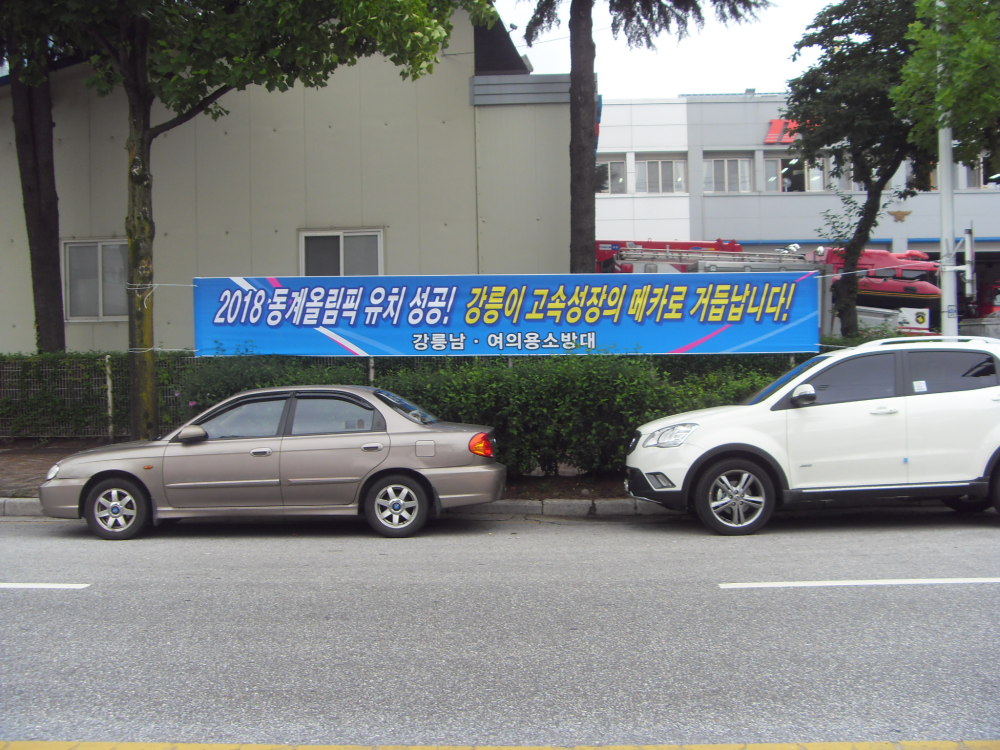 2018 동계올림픽 유치 성공! 강릉이 고속성장의 메카로 거듭납니다!
강릉남 · 여의용소방대